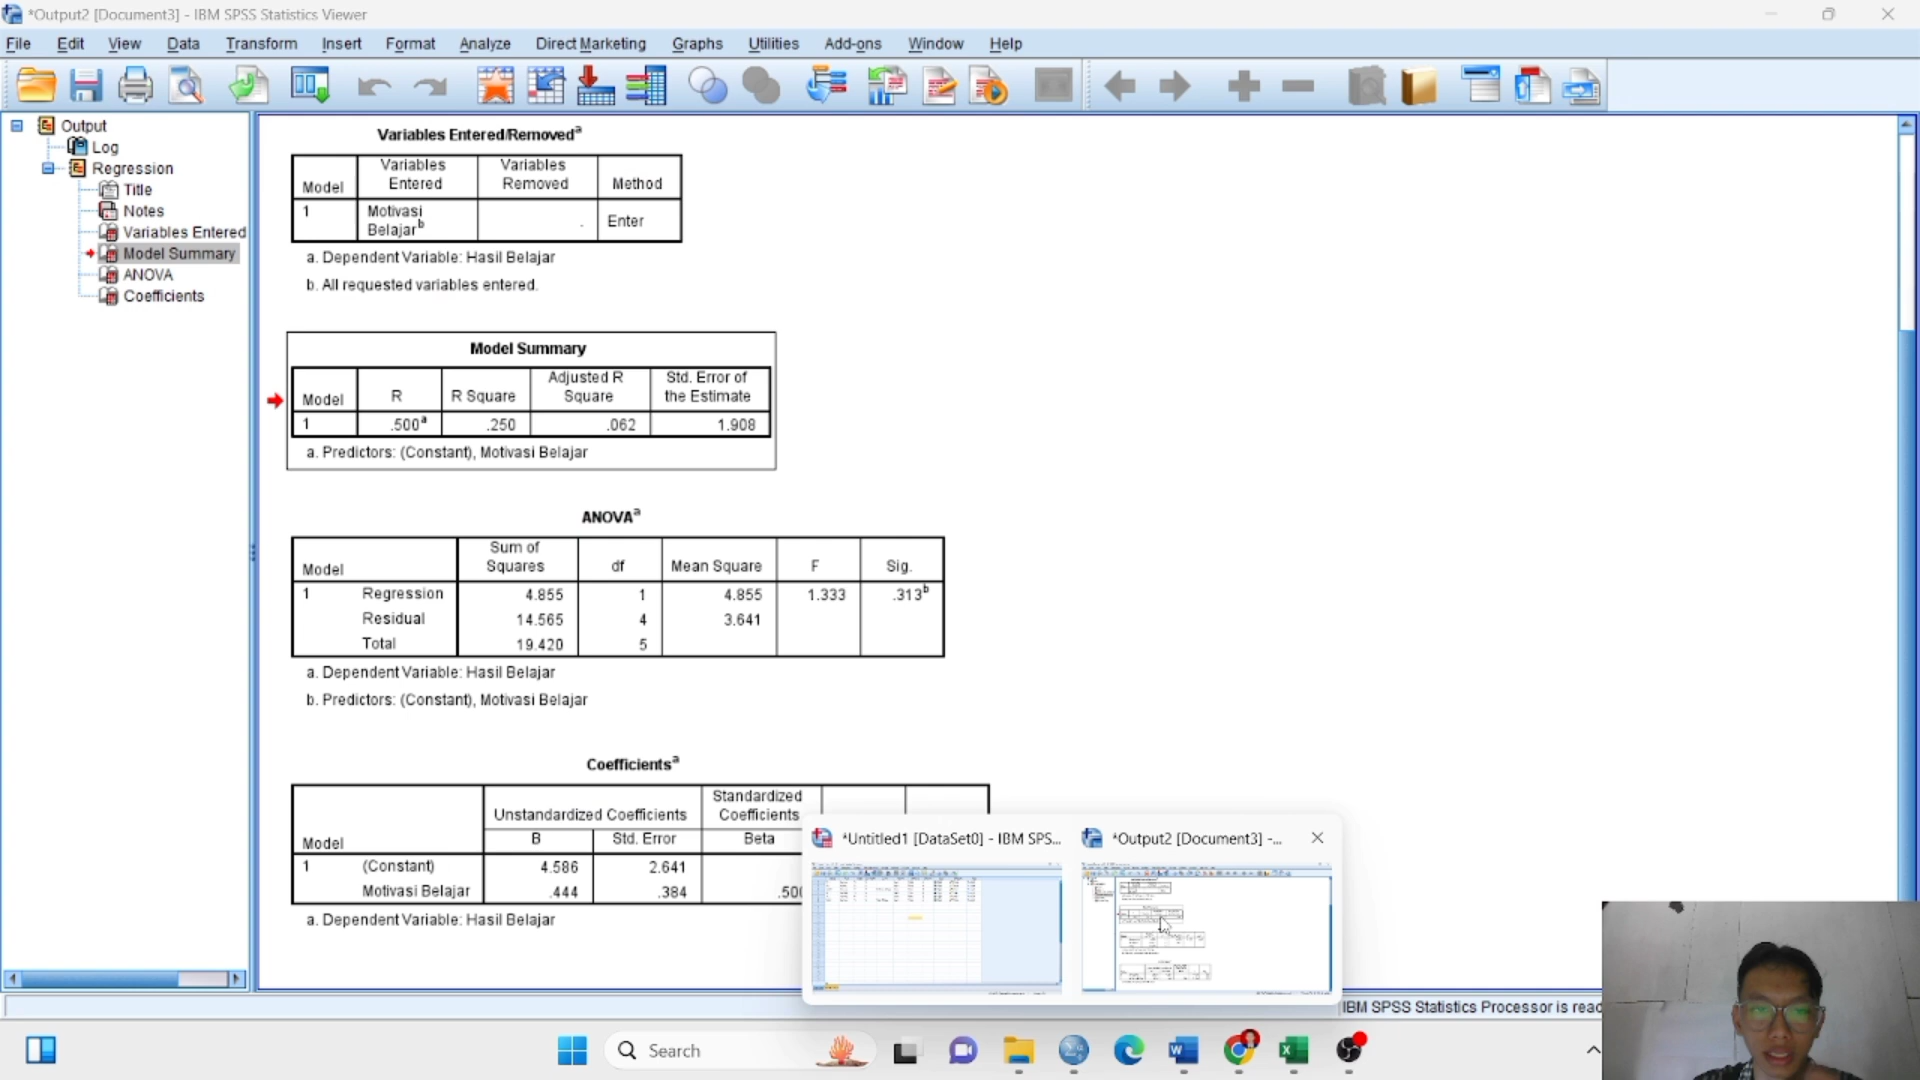 *Output2 [Document3] - IBM SPSS Statistics Viewer
File Edit View Data Transform Insert Format Analyze Direct Marketing Graphs Utilities Add-ons Window Help
Output
Log
Regression
Title
Notes
Variables Entered
Model Summary
ANOVA
Coefficients
Variables Entered/Removedᵃ
Model Variables Entered Variables Removed Method
1 Motivasi Belajarᵇ . Enter
a. Dependent Variable: Hasil Belajar
b. All requested variables entered.
Model Summary
Model R R Square Adjusted R Square Std. Error of the Estimate
1 .500ᵃ .250 .062 1.908
a. Predictors: (Constant), Motivasi Belajar
ANOVAᵃ
Model Sum of Squares df Mean Square F Sig.
1 Regression 4.855 1 4.855 1.333 .313ᵇ
Residual 14.565 4 3.641
Total 19.420 5
a. Dependent Variable: Hasil Belajar
b. Predictors: (Constant), Motivasi Belajar
Coefficientsᵃ
Model Unstandardized Coefficients Standardized Coefficients
B Std. Error Beta
1 (Constant) 4.586 2.641
Motivasi Belajar .444 .384 .500
a. Dependent Variable: Hasil Belajar
*Untitled1 [DataSet0] - IBM SPS...
*Output2 [Document3] -...
IBM SPSS Statistics Processor is
Search